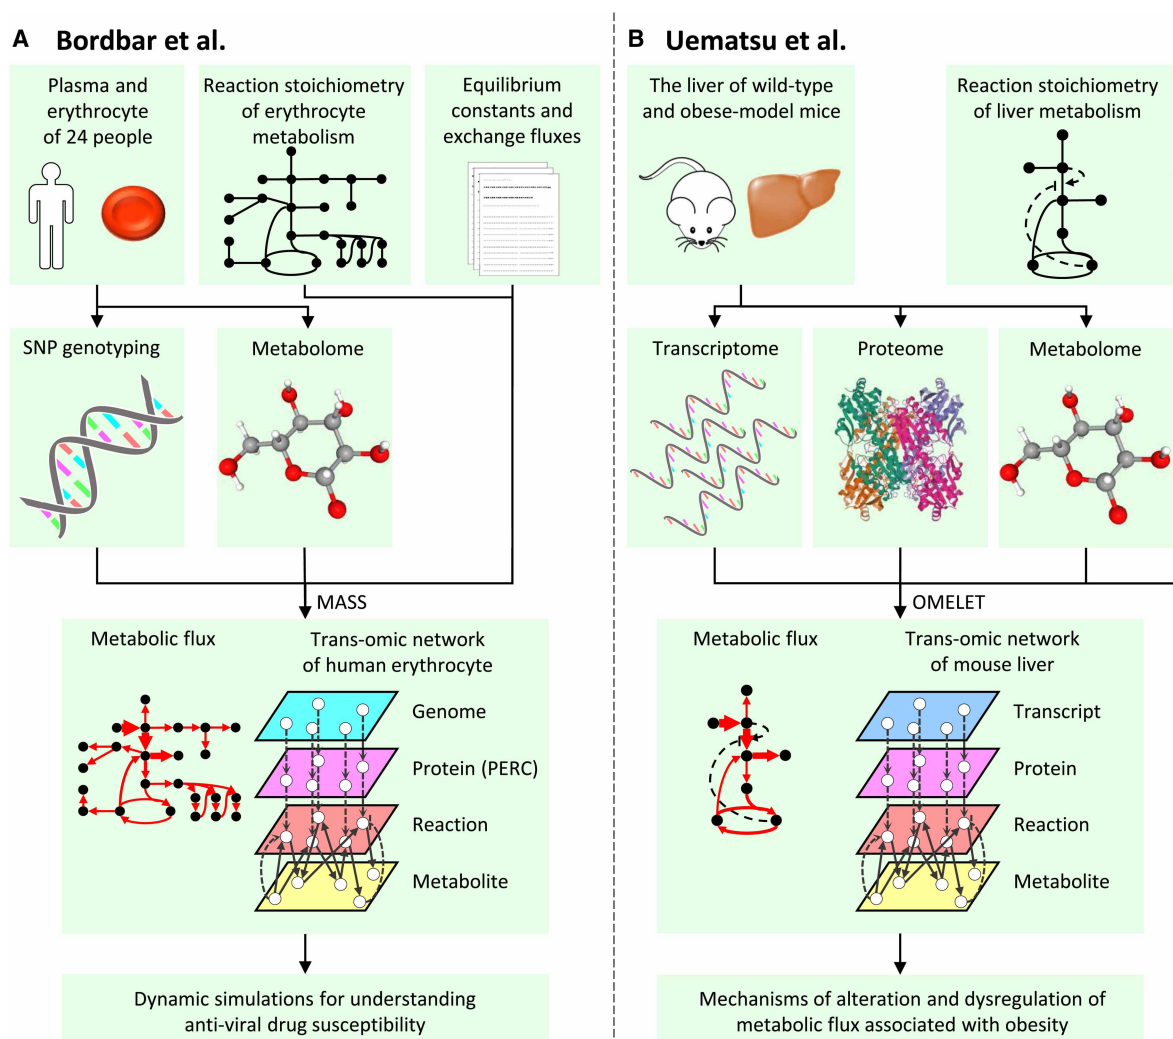 A Bordbar et al.
Plasma and
erythrocyte
of 24 people
Reaction stoichiometry
of erythrocyte
metabolism
Equilibrium
constants and
exchange fluxes
SNP genotyping
Metabolome
MASS
Metabolic flux
Trans-omic network
of human erythrocyte
Genome
Protein (PERC)
Reaction
Metabolite
Dynamic simulations for understanding
anti-viral drug susceptibility
B Uematsu et al.
The liver of wild-type
and obese-model mice
Reaction stoichiometry
of liver metabolism
Transcriptome
Proteome
Metabolome
OMELET
Metabolic flux
Trans-omic network
of mouse liver
Transcript
Protein
Reaction
Metabolite
Mechanisms of alteration and dysregulation of
metabolic flux associated with obesity